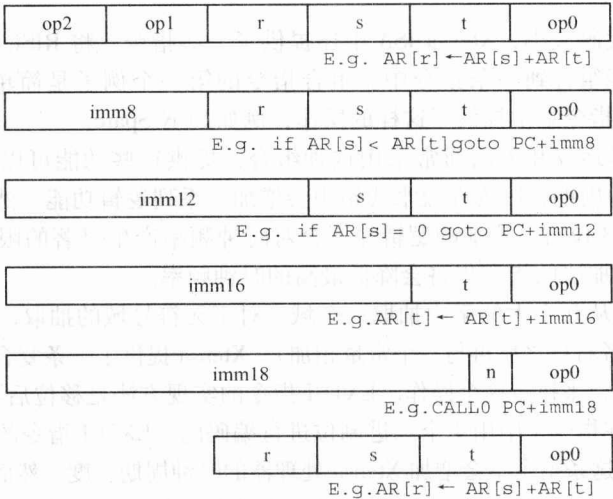 op2 op1 r s t op0
E.g. AR[r]←AR[s]+AR[t]
imm8 r s t op0
E.g. if AR[s]< AR[t]goto PC+imm8
imm12 s t op0
E.g. if AR[s]= 0 goto PC+imm12
imm16 t op0
E.g.AR[t] ← AR[t]+imm16
imm18 n op0
E.g.CALL0 PC+imm18
r s t op0
E.g.AR[r]← AR[s]+AR[t]